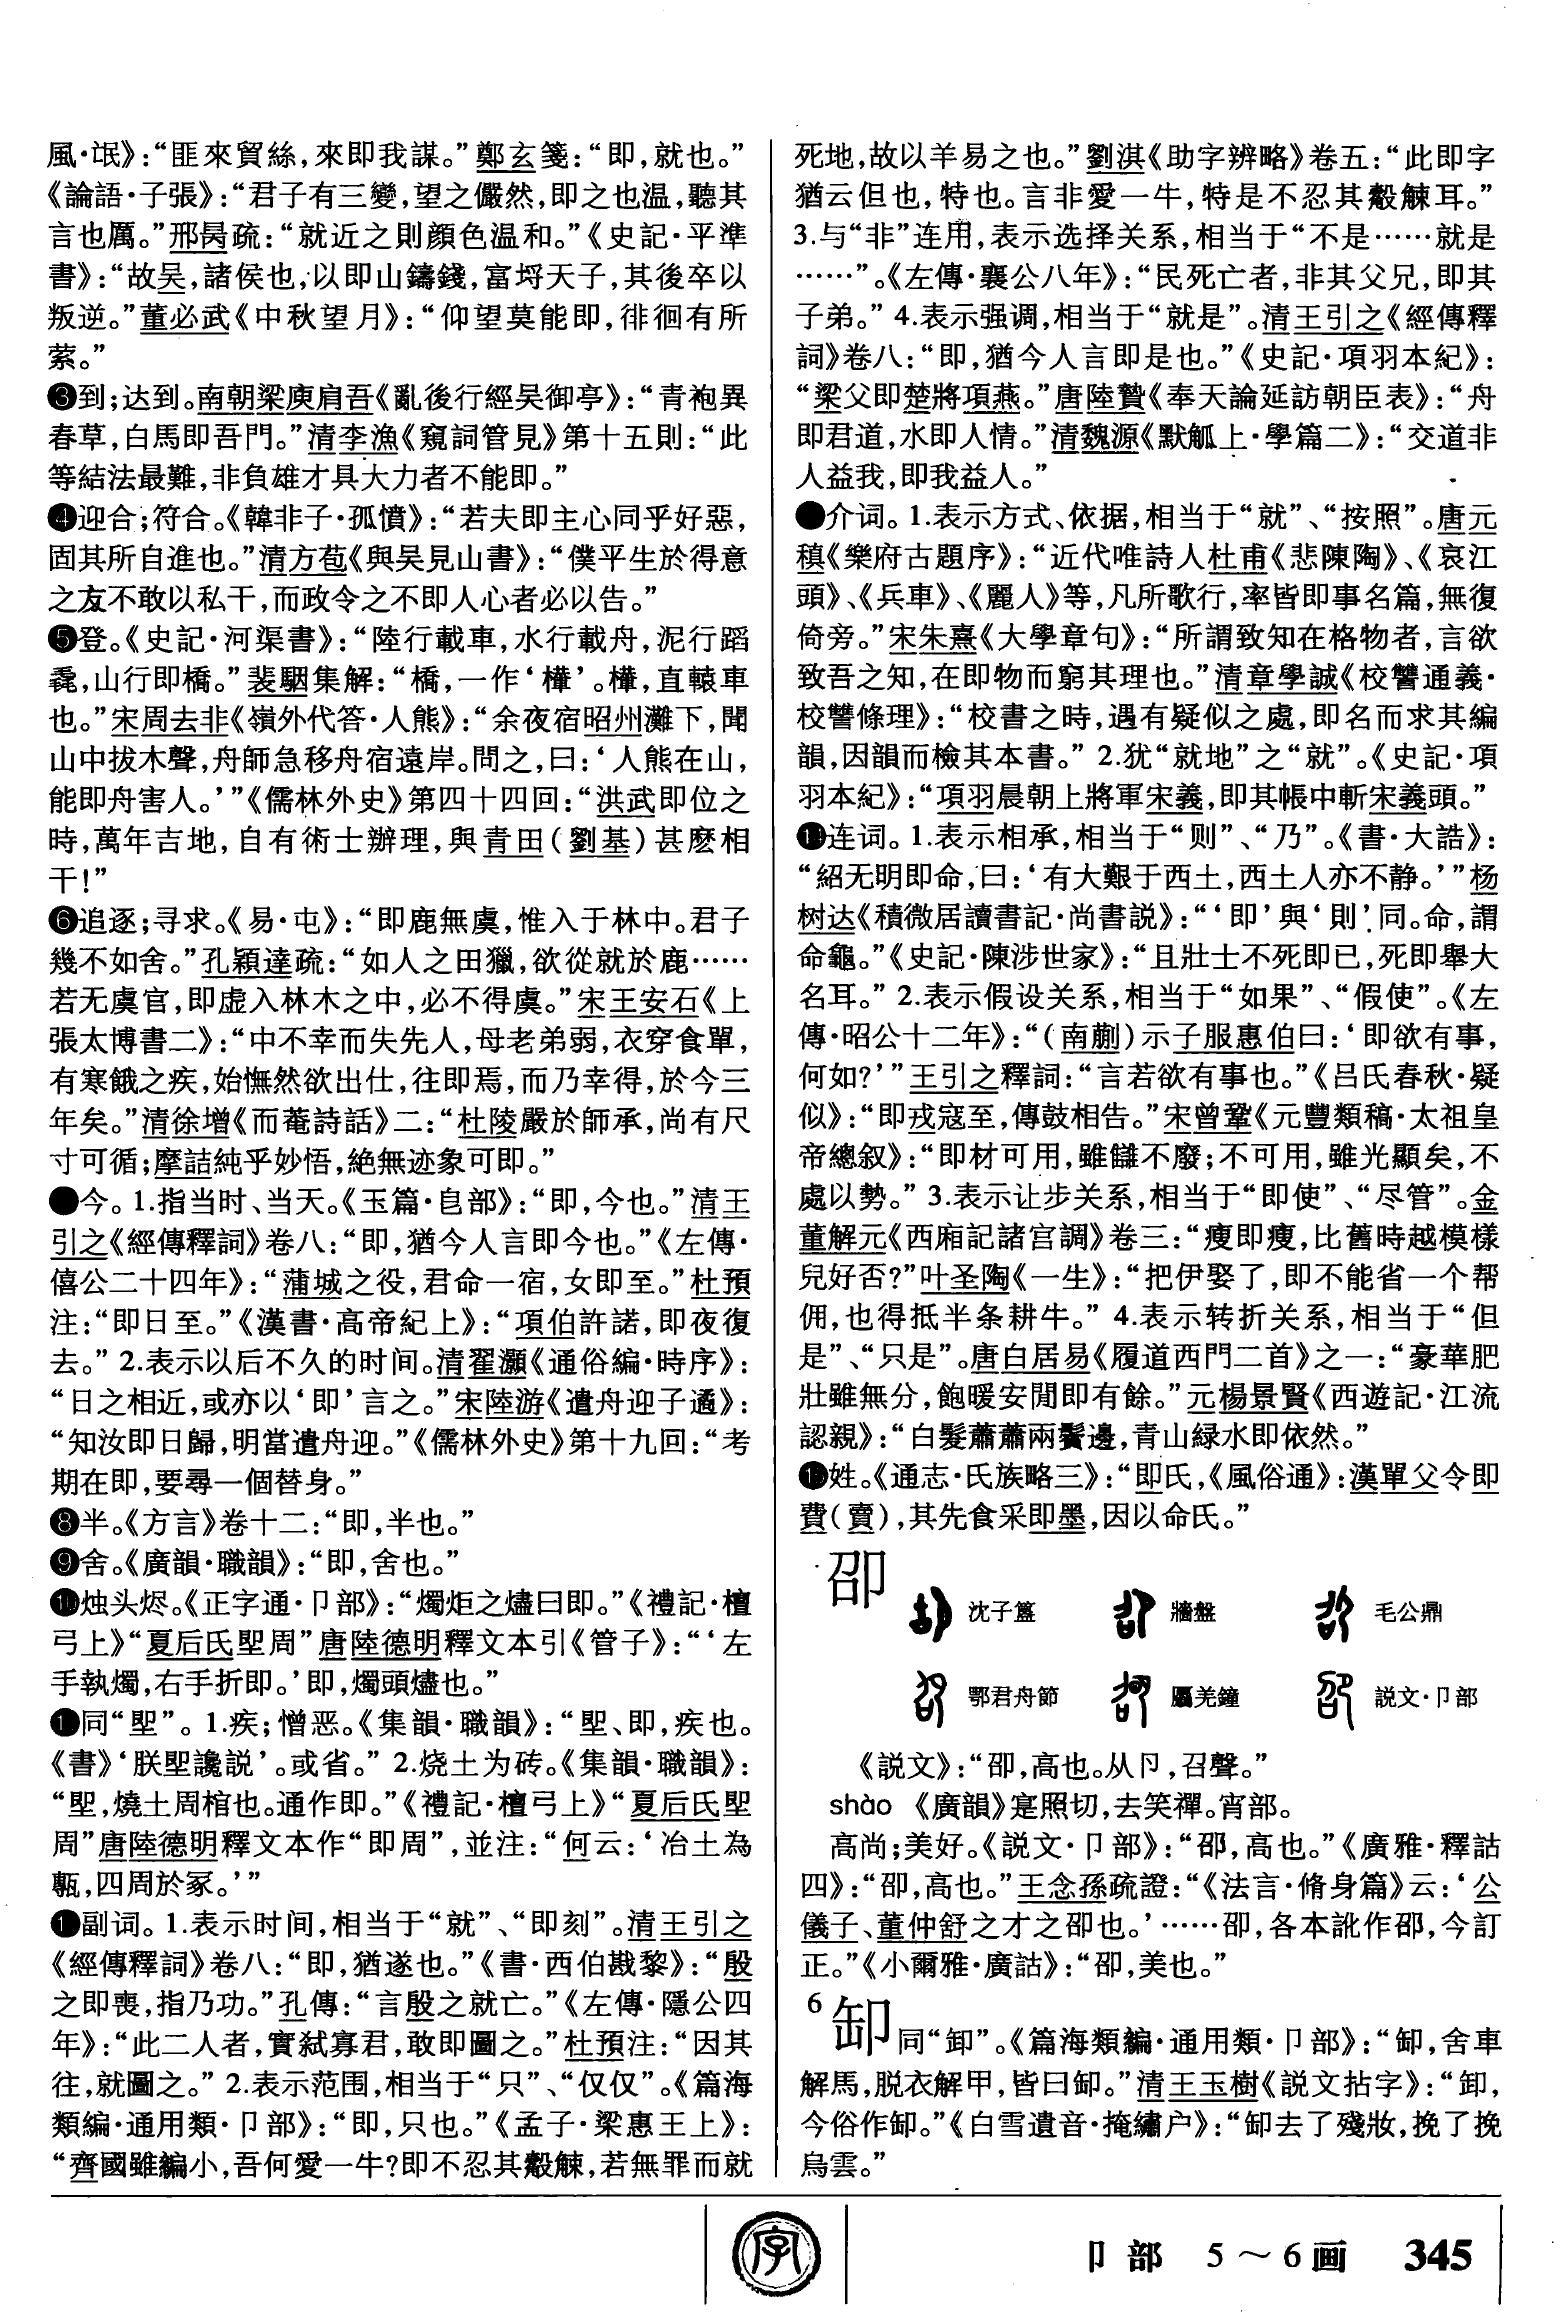 風·氓》:“匪來貿絲,來即我謀。”鄭玄箋:“即,就也。”
《論語·子張》:“君子有三變,望之儼然,即之也温,聽其
言也厲。”邢昺疏:“就近之則顔色温和。”《史記·平準
書》:“故吴,諸侯也,以即山鑄錢,富埒天子,其後卒以
叛逆。”董必武《中秋望月》:“仰望莫能即,徘徊有所
縈。”
❸到;达到。南朝梁庾肩吾《亂後行經吴御亭》:“青袍異
春草,白馬即吾門。”清李漁《窺詞管見》第十五則:“此
等結法最難,非負雄才具大力者不能即。”
❹迎合;符合。《韓非子·孤憤》:“若夫即主心同乎好惡,
固其所自進也。”清方苞《與吴見山書》:“僕平生於得意
之友不敢以私干,而政令之不即人心者必以告。”
❺登。《史記·河渠書》:“陸行載車,水行載舟,泥行蹈
毳,山行即橋。”裴駰集解:“橋,一作‘檋’。檋,直轅車
也。”宋周去非《嶺外代答·人熊》:“余夜宿昭州灘下,聞
山中拔木聲,舟師急移舟宿遠岸。問之,曰:‘人熊在山,
能即舟害人。’”《儒林外史》第四十四回:“洪武即位之
時,萬年吉地,自有術士辦理,與青田(劉基)甚麽相
干!”
❻追逐;寻求。《易·屯》:“即鹿無虞,惟入于林中。君子
幾不如舍。”孔穎達疏:“如人之田獵,欲從就於鹿……
若无虞官,即虚入林木之中,必不得虞。”宋王安石《上
張太博書二》:“中不幸而失先人,母老弟弱,衣穿食單,
有寒餓之疾,始憮然欲出仕,往即焉,而乃幸得,於今三
年矣。”清徐增《而菴詩話》二:“杜陵嚴於師承,尚有尺
寸可循;摩詰純乎妙悟,絶無迹象可即。”
●今。1.指当时、当天。《玉篇·皀部》:“即,今也。”清王
引之《經傳釋詞》卷八:“即,猶今人言即今也。”《左傳·
僖公二十四年》:“蒲城之役,君命一宿,女即至。”杜預
注:“即日至。”《漢書·高帝紀上》:“項伯許諾,即夜復
去。”2.表示以后不久的时间。清翟灝《通俗編·時序》:
“日之相近,或亦以‘即’言之。”宋陸游《遣舟迎子遹》:
“知汝即日歸,明當遣舟迎。”《儒林外史》第十九回:“考
期在即,要尋一個替身。”
❽半。《方言》卷十二:“即,半也。”
❾舍。《廣韻·職韻》:“即,舍也。”
❿烛头烬。《正字通·卩部》:“燭炬之燼曰即。”《禮記·檀
弓上》“夏后氏堲周”唐陸德明釋文本引《管子》:“‘左
手執燭,右手折即。’即,燭頭燼也。”
⓫同“堲”。1.疾;憎恶。《集韻·職韻》:“堲、即,疾也。
《書》‘朕堲讒説’。或省。”2.烧土为砖。《集韻·職韻》:
“堲,燒土周棺也。通作即。”《禮記·檀弓上》“夏后氏堲
周”唐陸德明釋文本作“即周”,並注:“何云:‘冶土為
甎,四周於冢。’”
⓬副词。1.表示时间,相当于“就”、“即刻”。清王引之
《經傳釋詞》卷八:“即,猶遂也。”《書·西伯戡黎》:“殷
之即喪,指乃功。”孔傳:“言殷之就亡。”《左傳·隱公四
年》:“此二人者,實弑寡君,敢即圖之。”杜預注:“因其
往,就圖之。”2.表示范围,相当于“只”、“仅仅”。《篇海
類編·通用類·卩部》:“即,只也。”《孟子·梁惠王上》:
“齊國雖褊小,吾何愛一牛?即不忍其觳觫,若無罪而就
死地,故以羊易之也。”劉淇《助字辨略》卷五:“此即字
猶云但也,特也。言非愛一牛,特是不忍其觳觫耳。”
3.与“非”连用,表示选择关系,相当于“不是……就是
……”。《左傳·襄公八年》:“民死亡者,非其父兄,即其
子弟。”4.表示强调,相当于“就是”。清王引之《經傳釋
詞》卷八:“即,猶今人言即是也。”《史記·項羽本紀》:
“梁父即楚將項燕。”唐陸贄《奉天論延訪朝臣表》:“舟
即君道,水即人情。”清魏源《默觚上·學篇二》:“交道非
人益我,即我益人。”
●介词。1.表示方式、依据,相当于“就”、“按照”。唐元
稹《樂府古題序》:“近代唯詩人杜甫《悲陳陶》、《哀江
頭》、《兵車》、《麗人》等,凡所歌行,率皆即事名篇,無復
倚旁。”宋朱熹《大學章句》:“所謂致知在格物者,言欲
致吾之知,在即物而窮其理也。”清章學誠《校讐通義·
校讐條理》:“校書之時,遇有疑似之處,即名而求其編
韻,因韻而檢其本書。”2.犹“就地”之“就”。《史記·項
羽本紀》:“項羽晨朝上將軍宋義,即其帳中斬宋義頭。”
⓮连词。1.表示相承,相当于“则”、“乃”。《書·大誥》:
“紹无明即命,曰:‘有大艱于西土,西土人亦不静。’”杨
树达《積微居讀書記·尚書説》:“‘即’與‘則’同。命,謂
命龜。”《史記·陳涉世家》:“且壯士不死即已,死即舉大
名耳。”2.表示假设关系,相当于“如果”、“假使”。《左
傳·昭公十二年》:“(南蒯)示子服惠伯曰:‘即欲有事,
何如?’”王引之釋詞:“言若欲有事也。”《吕氏春秋·疑
似》:“即戎寇至,傳鼓相告。”宋曾鞏《元豐類稿·太祖皇
帝總叙》:“即材可用,雖讎不廢;不可用,雖光顯矣,不
處以勢。”3.表示让步关系,相当于“即使”、“尽管”。金
董解元《西廂記諸宫調》卷三:“瘦即瘦,比舊時越模樣
兒好否?”叶圣陶《一生》:“把伊娶了,即不能省一个帮
佣,也得抵半条耕牛。”4.表示转折关系,相当于“但
是”、“只是”。唐白居易《履道西門二首》之一:“豪華肥
壯雖無分,飽暖安閒即有餘。”元楊景賢《西遊記·江流
認親》:“白髮蕭蕭兩鬢邊,青山緑水即依然。”
⓯姓。《通志·氏族略三》:“即氏,《風俗通》:漢單父令即
費(賣),其先食采即墨,因以命氏。”
卲
沈子簋 牆盤 毛公鼎
鄂君舟節 羌鐘 説文·卩部
《説文》:“卲,高也。从卩,召聲。”
shào 《廣韻》寔照切,去笑禪。宵部。
高尚;美好。《説文·卩部》:“卲,高也。”《廣雅·釋詁
四》:“卲,高也。”王念孫疏證:“《法言·脩身篇》云:‘公
儀子、董仲舒之才之卲也。’……卲,各本訛作邵,今訂
正。”《小爾雅·廣詁》:“卲,美也。”
6 卸 同“卸”。《篇海類編·通用類·卩部》:“卸,舍車
解馬,脱衣解甲,皆曰卸。”清王玉樹《説文拈字》:“卸,
今俗作卸。”《白雪遺音·掩繡户》:“卸去了殘妝,挽了挽
烏雲。”
字
卩部 5～6画 345